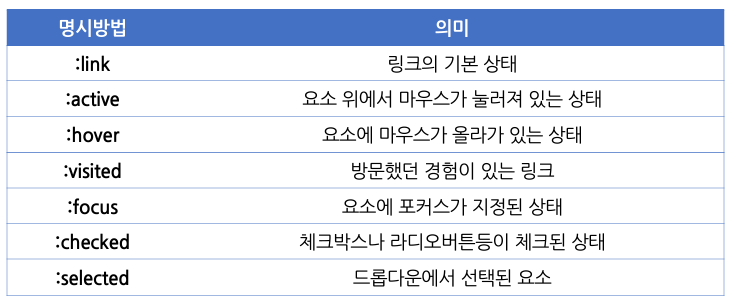 명시방법 의미
:link 링크의 기본 상태
:active 요소 위에서 마우스가 눌러져 있는 상태
:hover 요소에 마우스가 올라가 있는 상태
:visited 방문했던 경험이 있는 링크
:focus 요소에 포커스가 지정된 상태
:checked 체크박스나 라디오버튼등이 체크된 상태
:selected 드롭다운에서 선택된 요소